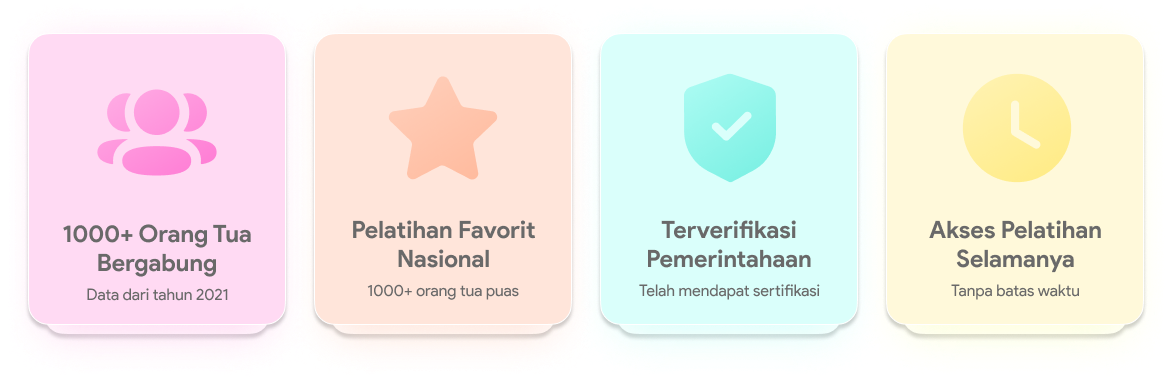 1000+ Orang Tua
Bergabung
Data dari tahun 2021
Pelatihan Favorit
Nasional
1000+ orang tua puas
Terverifikasi
Pemerintahaan
Telah mendapat sertifikasi
Akses Pelatihan
Selamanya
Tanpa batas waktu